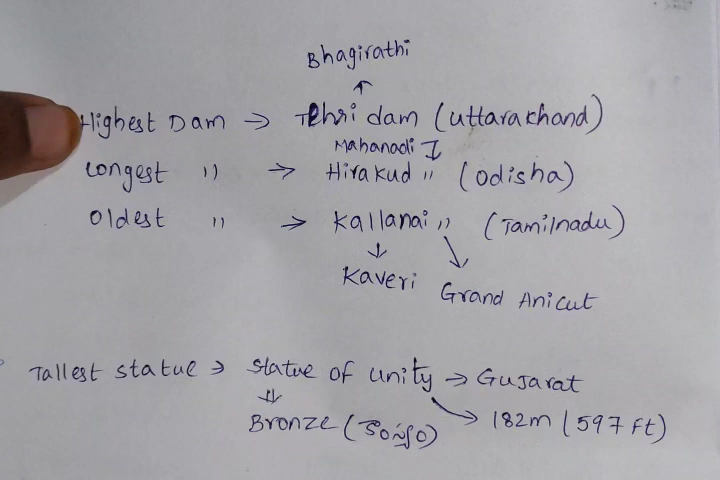 Bhagirathi
↑
Highest Dam → Tehri dam (Uttarakhand)
Mahanadi ↓
Longest " → Hirakud " (Odisha)
Oldest " → Kallanai " (Tamilnadu)
↓ ↘
Kaveri Grand Anicut
Tallest statue → Statue of unity → Gujarat
↓
Bronze (కాంస్యం) → 182m (597 ft)